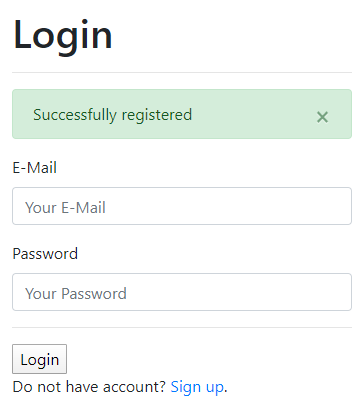 Login
Successfully registered ×
E-Mail
Your E-Mail
Password
Your Password
Login
Do not have account? Sign up.